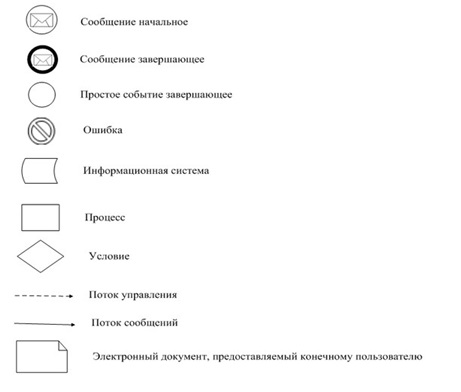 Сообщение начальное
Сообщение завершающее
Простое событие завершающее
Ошибка
Информационная система
Процесс
Условие
Поток управления
Поток сообщений
Электронный документ, предоставляемый конечному пользователю